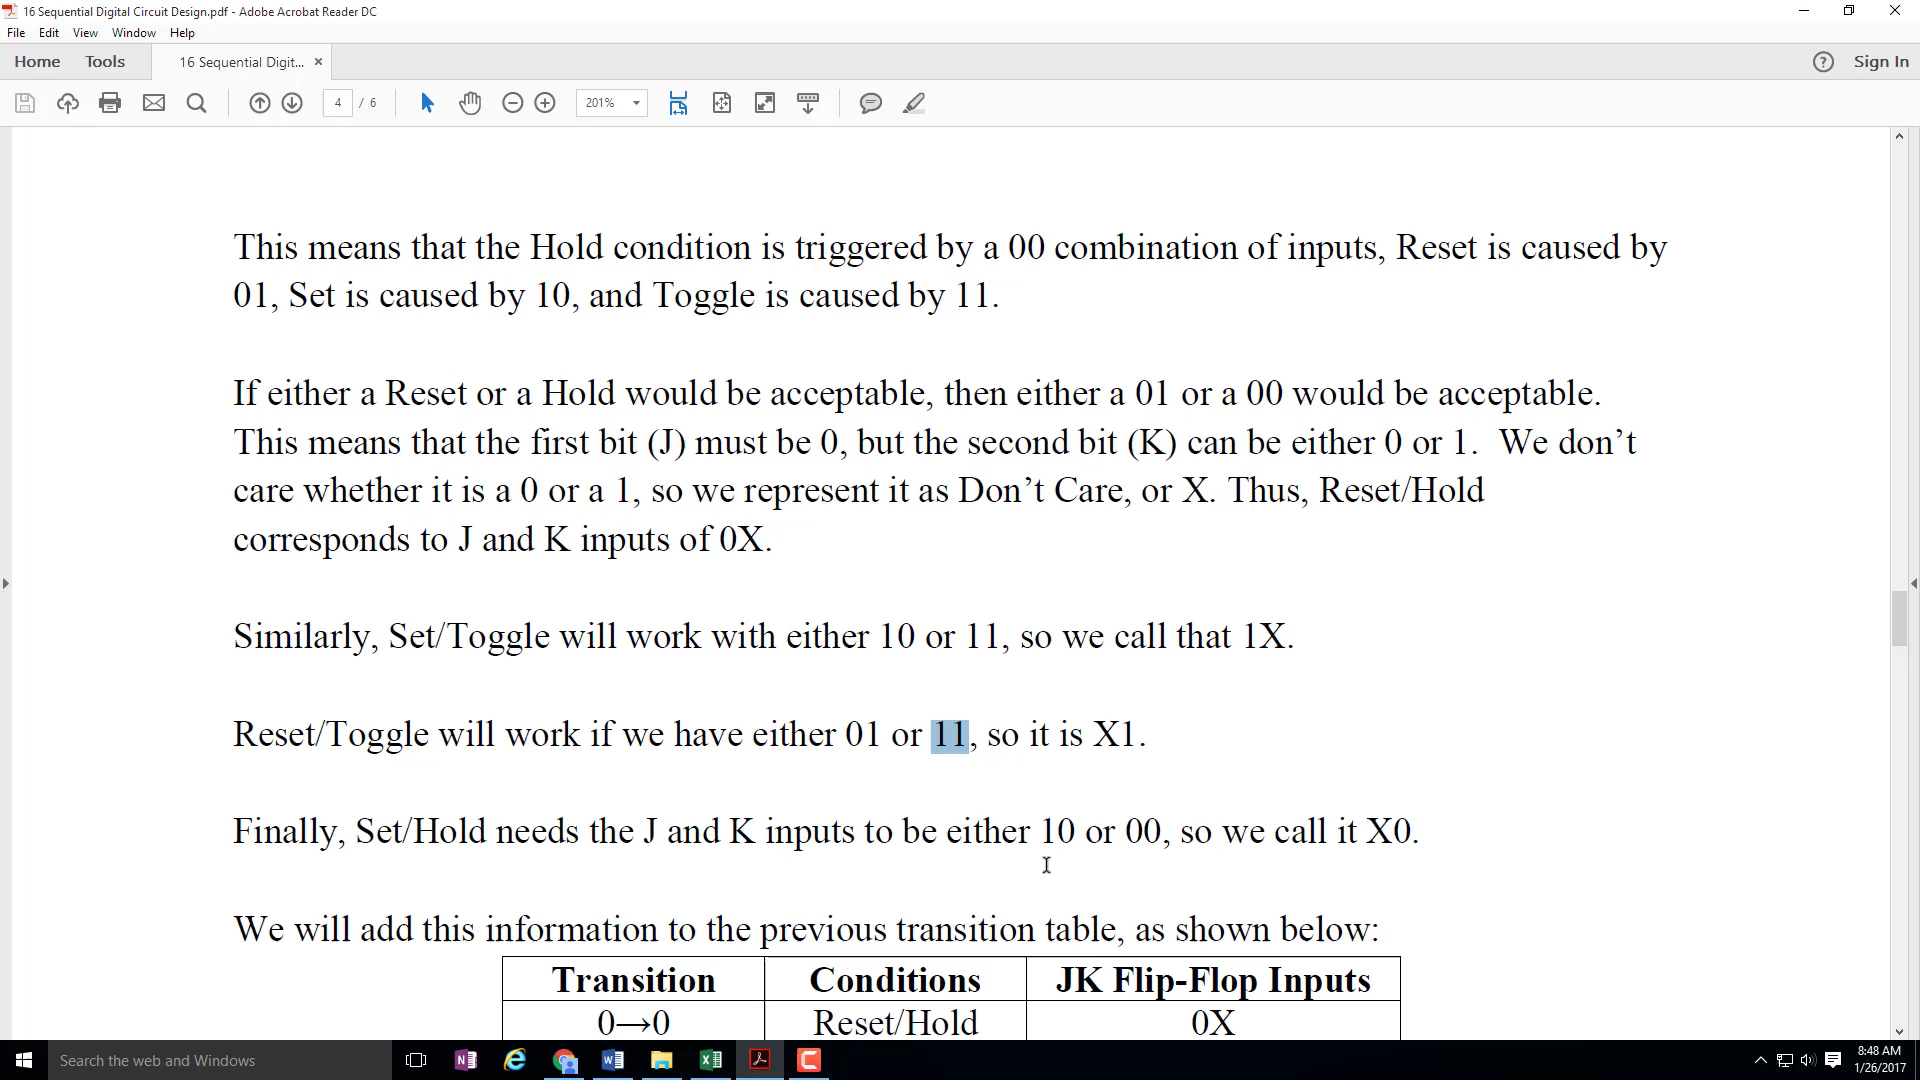 16 Sequential Digital Circuit Design.pdf - Adobe Acrobat Reader DC
File Edit View Window Help
Home Tools 16 Sequential Digit... × ? Sign In
4 / 6 201%
This means that the Hold condition is triggered by a 00 combination of inputs, Reset is caused by
01, Set is caused by 10, and Toggle is caused by 11.
If either a Reset or a Hold would be acceptable, then either a 01 or a 00 would be acceptable.
This means that the first bit (J) must be 0, but the second bit (K) can be either 0 or 1. We don’t
care whether it is a 0 or a 1, so we represent it as Don’t Care, or X. Thus, Reset/Hold
corresponds to J and K inputs of 0X.
Similarly, Set/Toggle will work with either 10 or 11, so we call that 1X.
Reset/Toggle will work if we have either 01 or 11, so it is X1.
Finally, Set/Hold needs the J and K inputs to be either 10 or 00, so we call it X0.
We will add this information to the previous transition table, as shown below:
Transition Conditions JK Flip-Flop Inputs
0→0 Reset/Hold 0X
Search the web and Windows
8:48 AM
1/26/2017